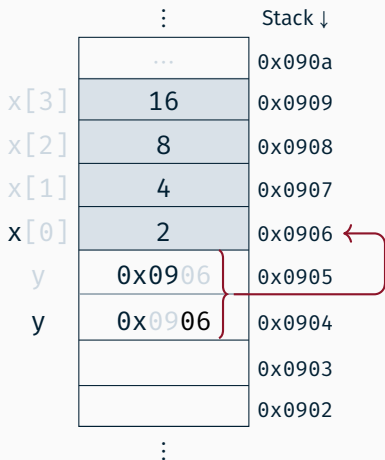 ⋮ Stack ↓
... 0x090a
x[3] 16 0x0909
x[2] 8 0x0908
x[1] 4 0x0907
x[0] 2 0x0906
y 0x0906 0x0905
y 0x0906 0x0904
0x0903
0x0902
⋮